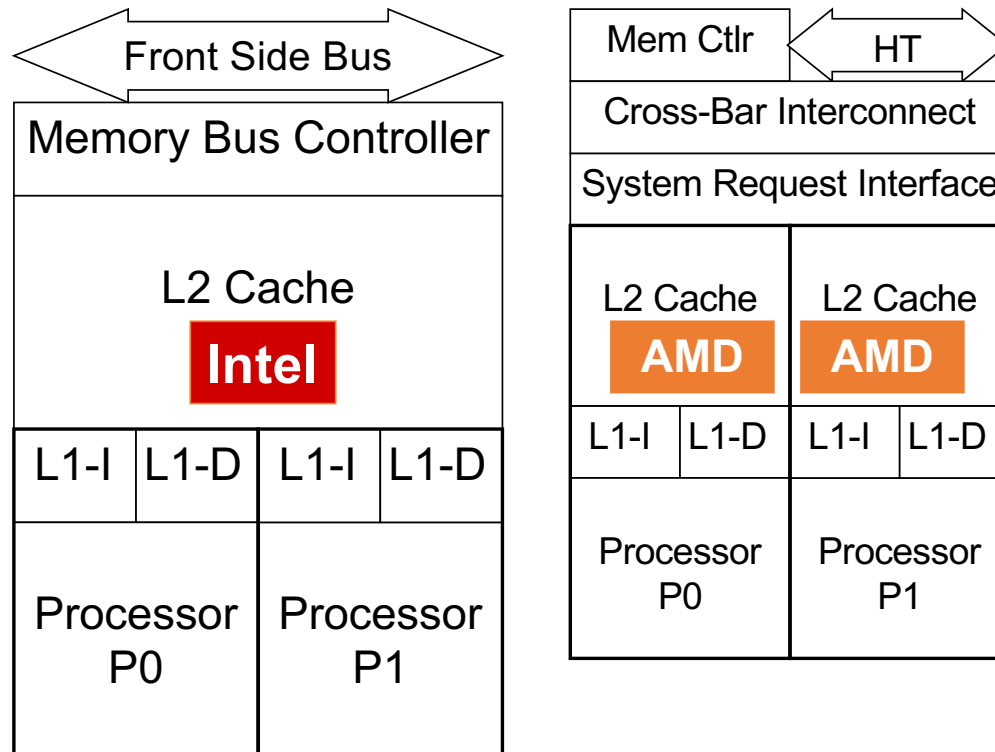 Front Side Bus
Memory Bus Controller
L2 Cache
Intel
L1-I L1-D L1-I L1-D
Processor P0
Processor P1
Mem Ctlr
HT
Cross-Bar Interconnect
System Request Interface
L2 Cache
AMD
L2 Cache
AMD
L1-I L1-D L1-I L1-D
Processor
P0
Processor
P1